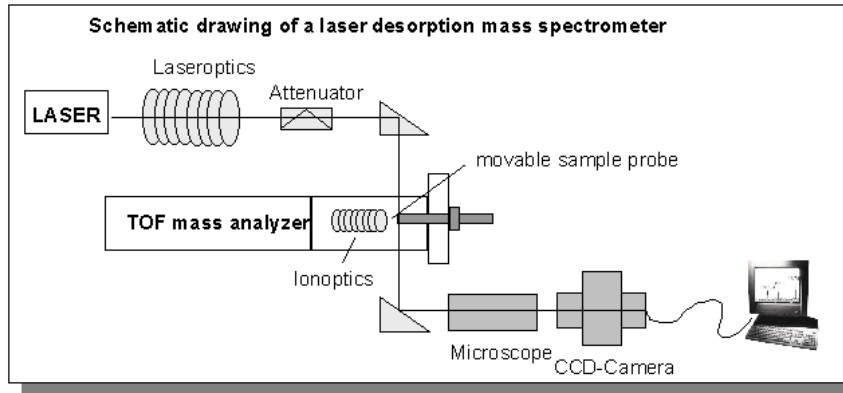 Schematic drawing of a laser desorption mass spectrometer
Laseroptics
Attenuator
LASER
movable sample probe
TOF mass analyzer
Ionoptics
Microscope
CCD-Camera